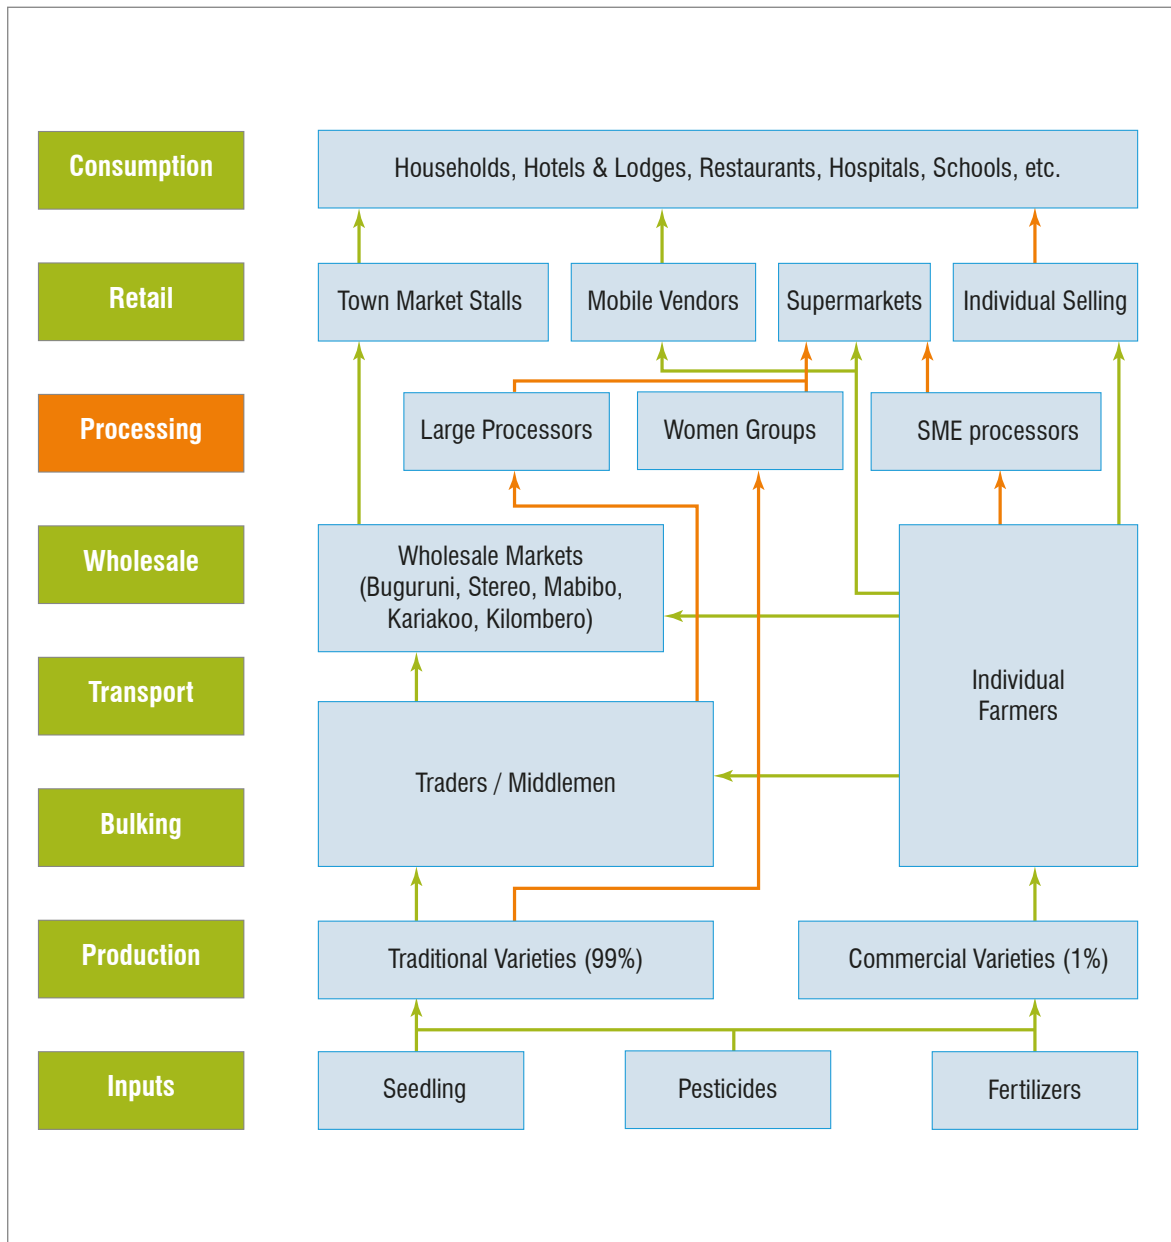 Consumption
Households, Hotels & Lodges, Restaurants, Hospitals, Schools, etc.
Retail
Town Market Stalls
Mobile Vendors
Supermarkets
Individual Selling
Processing
Large Processors
Women Groups
SME processors
Wholesale
Wholesale Markets
(Buguruni, Stereo, Mabibo,
Kariakoo, Kilombero)
Transport
Individual
Farmers
Traders / Middlemen
Bulking
Production
Traditional Varieties (99%)
Commercial Varieties (1%)
Inputs
Seedling
Pesticides
Fertilizers